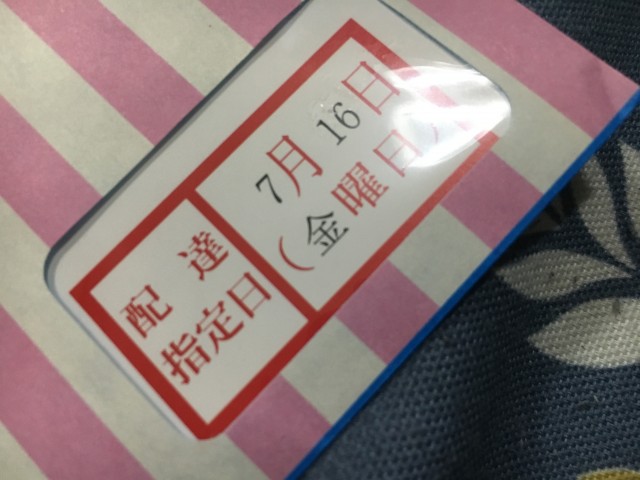 配達
指定日
7月16日
(金曜日)